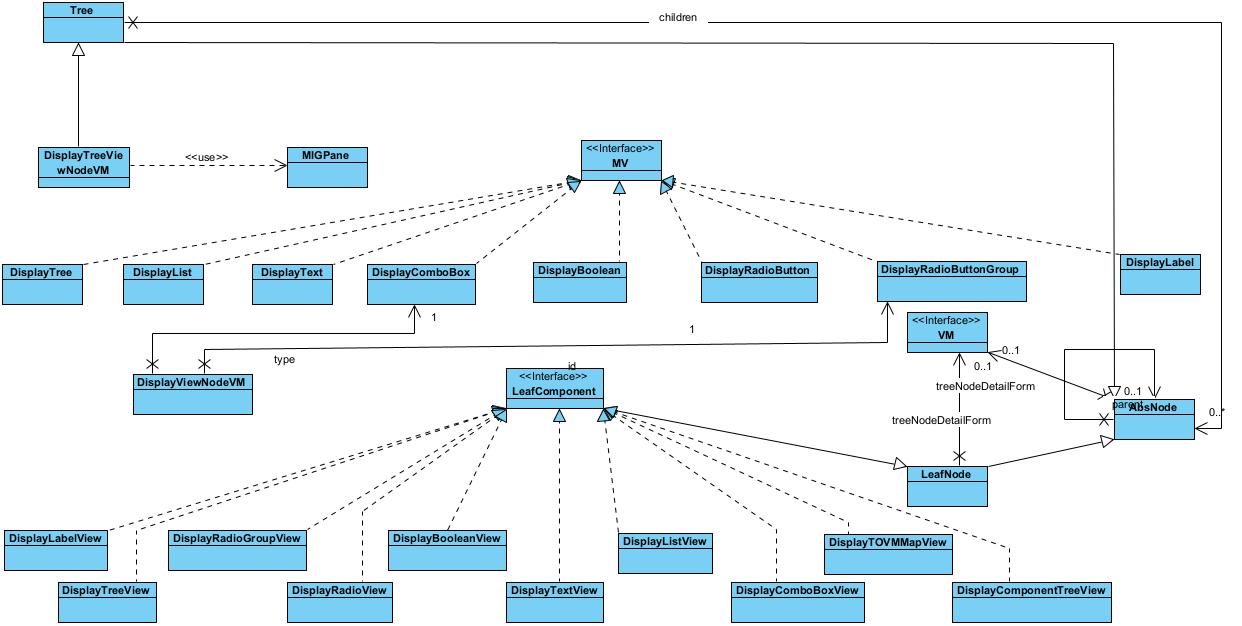 Tree
children
DisplayTreeVie
wNodeVM
<<use>>
MIGPane
<<Interface>>
MV
DisplayTree
DisplayList
DisplayText
DisplayComboBox
DisplayBoolean
DisplayRadioButton
DisplayRadioButtonGroup
DisplayLabel
1
1
type
<<Interface>>
VM
0..1
0..1
id
DisplayViewNodeVM
<<Interface>>
LeafComponent
treeNodeDetailForm
0..1
parent
AbsNode
0..*
treeNodeDetailForm
LeafNode
DisplayLabelView
DisplayRadioGroupView
DisplayBooleanView
DisplayListView
DisplayTOVMMapView
DisplayTreeView
DisplayRadioView
DisplayTextView
DisplayComboBoxView
DisplayComponentTreeView